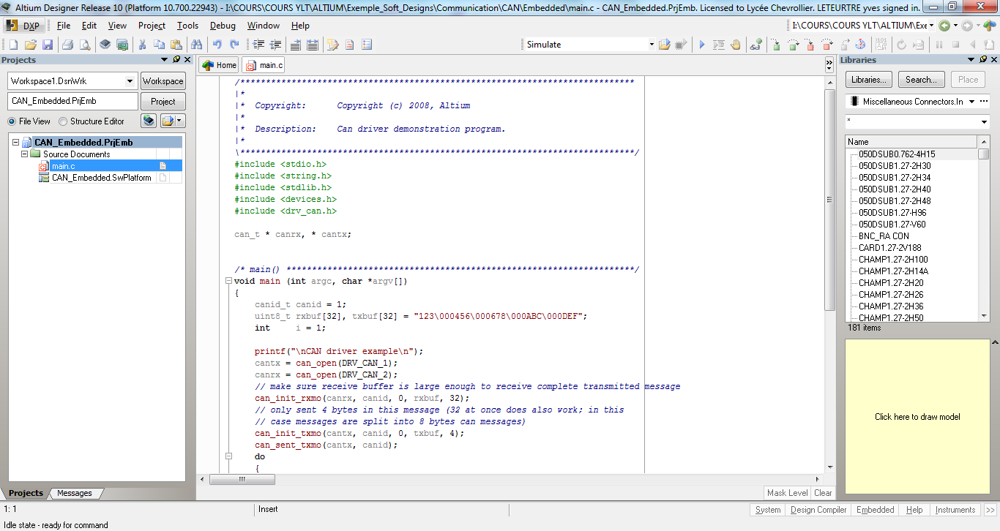 Altium Designer Release 10 (Platform 10.700.22943) - I:\COURS\COURS YLT\ALTIUM\Exemple_Soft_Designs\Communication\CAN\Embedded\main.c - CAN_Embedded.PrjEmb. Licensed to Lycée Chevrollier. LETEURTRE yves signed in.
DXP File Edit View Project Tools Debug Window Help I:\COURS\COURS YLT\ALTIUM\Exe
Simulate
Projects
Workspace1.DsnWrk Workspace
CAN_Embedded.PrjEmb Project
File View Structure Editor
CAN_Embedded.PrjEmb
Source Documents
main.c
CAN_Embedded.SwPlatform
Projects Messages
Home main.c
/*****************************************************************************
|*
|* Copyright: Copyright (c) 2008, Altium
|*
|* Description: Can driver demonstration program.
|*
\*****************************************************************************/
#include <stdio.h>
#include <string.h>
#include <stdlib.h>
#include <devices.h>
#include <drv_can.h>
can_t * canrx, * cantx;
/* main() ********************************************************************/
void main (int argc, char *argv[])
{
canid_t canid = 1;
uint8_t rxbuf[32], txbuf[32] = "123\000456\000678\000ABC\000DEF";
int i = 1;
printf("\nCAN driver example\n");
cantx = can_open(DRV_CAN_1);
canrx = can_open(DRV_CAN_2);
// make sure receive buffer is large enough to receive complete transmitted message
can_init_rxmo(canrx, canid, 0, rxbuf, 32);
// only sent 4 bytes in this message (32 at once does also work; in this
// case messages are split into 8 bytes can messages)
can_init_txmo(cantx, canid, 0, txbuf, 4);
can_sent_txmo(cantx, canid);
do
{
Mask Level Clear
Libraries
Libraries... Search... Place
Miscellaneous Connectors.In
*
Name
050DSUB0.762-4H15
050DSUB1.27-2H30
050DSUB1.27-2H34
050DSUB1.27-2H40
050DSUB1.27-2H48
050DSUB1.27-H96
050DSUB1.27-V60
BNC_RA CON
CARD1.27-2V188
CHAMP1.27-2H100
CHAMP1.27-2H14A
CHAMP1.27-2H20
CHAMP1.27-2H26
CHAMP1.27-2H36
CHAMP1.27-2H50
181 items
Click here to draw model
1: 1 Insert
System Design Compiler Embedded Help Instruments >>
Idle state - ready for command